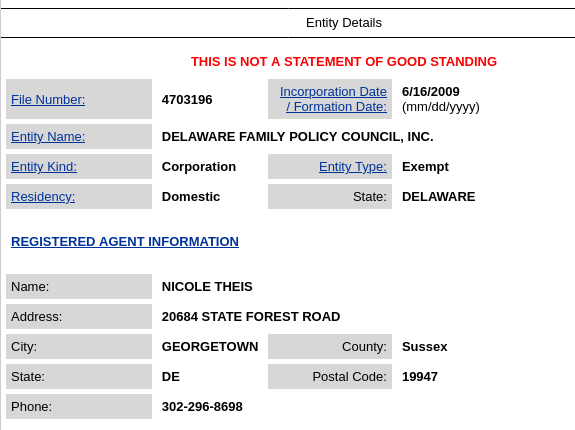 Entity Details
THIS IS NOT A STATEMENT OF GOOD STANDING
File Number: 4703196 Incorporation Date / Formation Date: 6/16/2009 (mm/dd/yyyy)
Entity Name: DELAWARE FAMILY POLICY COUNCIL, INC.
Entity Kind: Corporation Entity Type: Exempt
Residency: Domestic State: DELAWARE
REGISTERED AGENT INFORMATION
Name: NICOLE THEIS
Address: 20684 STATE FOREST ROAD
City: GEORGETOWN County: Sussex
State: DE Postal Code: 19947
Phone: 302-296-8698